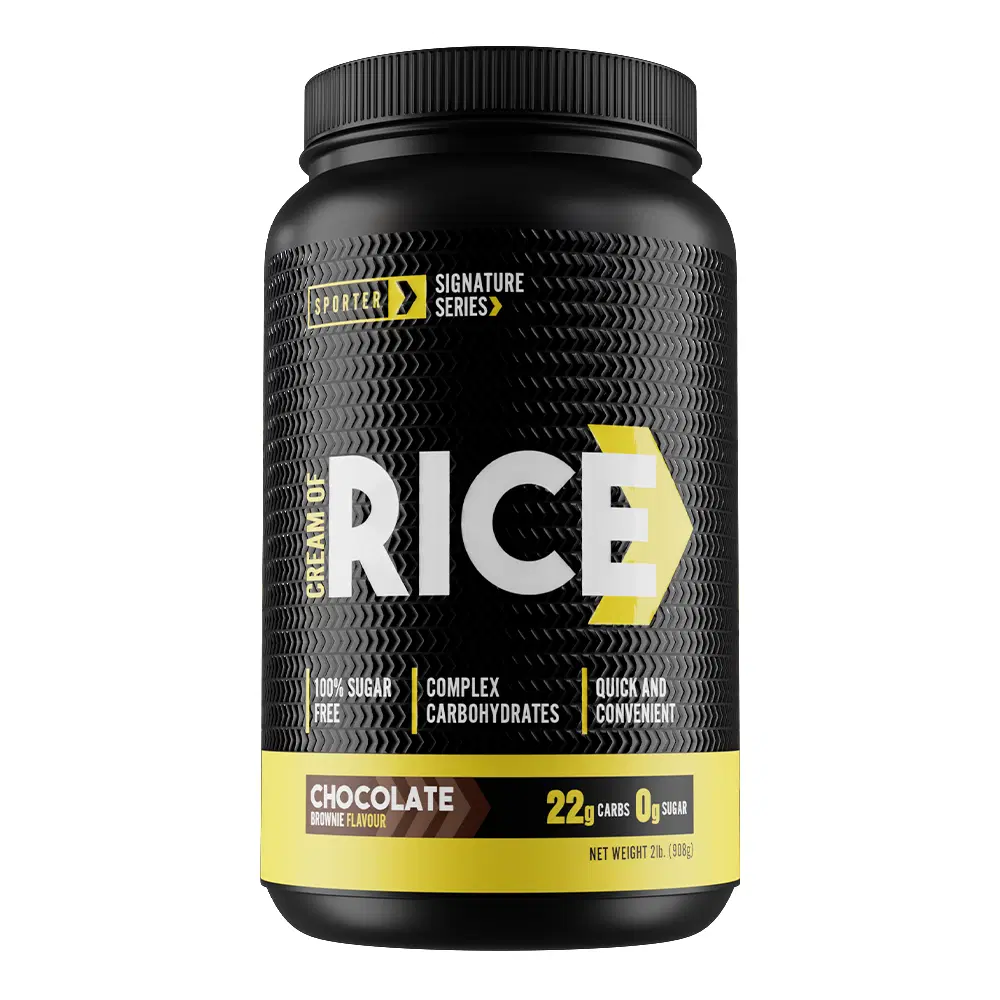 SPORTER
SIGNATURE
SERIES
CREAM OF
RICE
100% SUGAR
FREE
COMPLEX
CARBOHYDRATES
QUICK AND
CONVENIENT
CHOCOLATE
BROWNIE FLAVOUR
22g CARBS 0g SUGAR
NET WEIGHT 2lb. (908g)